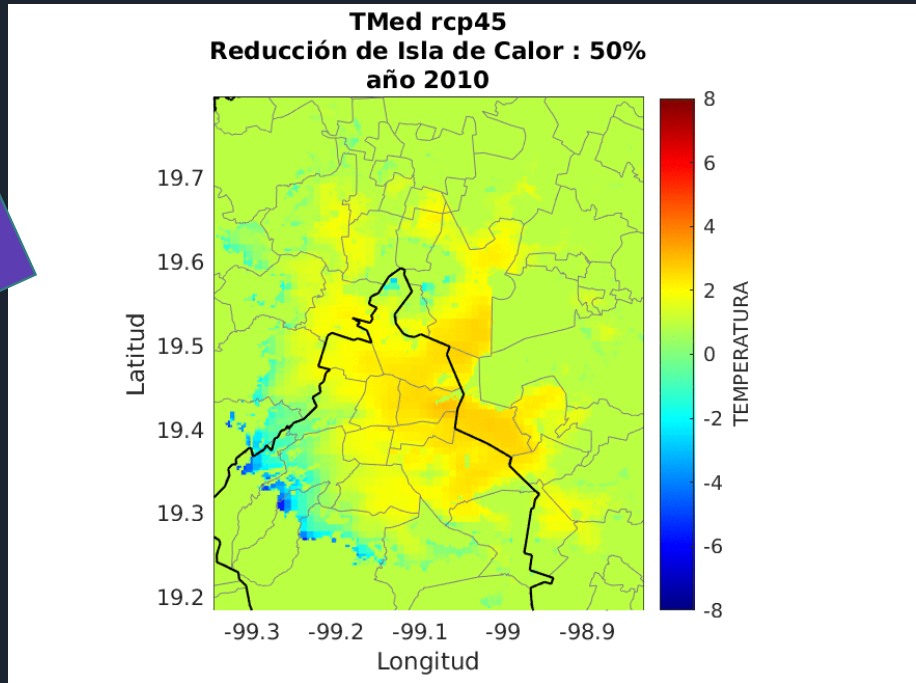 TMed rcp45
Reducción de Isla de Calor : 50%
año 2010
8
6
4
2
0
-2
-4
-6
-8
TEMPERATURA
19.7
19.6
19.5
19.4
19.3
19.2
Latitud
-99.3 -99.2 -99.1 -99 -98.9
Longitud